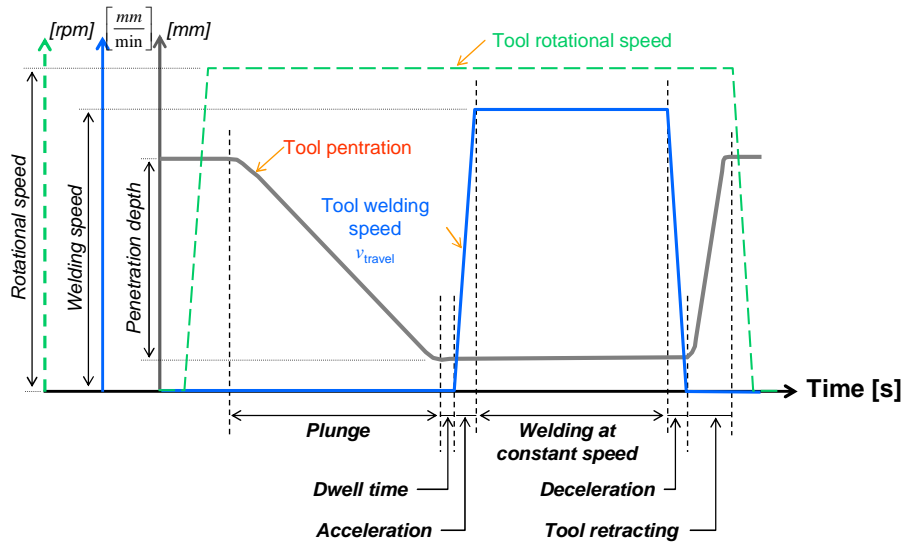 [rpm]
[mm/min]
[mm]
Tool rotational speed
Tool pentration
Tool welding
speed
v_travel
Rotational speed
Welding speed
Penetration depth
Time [s]
Plunge
Welding at
constant speed
Dwell time
Deceleration
Acceleration
Tool retracting